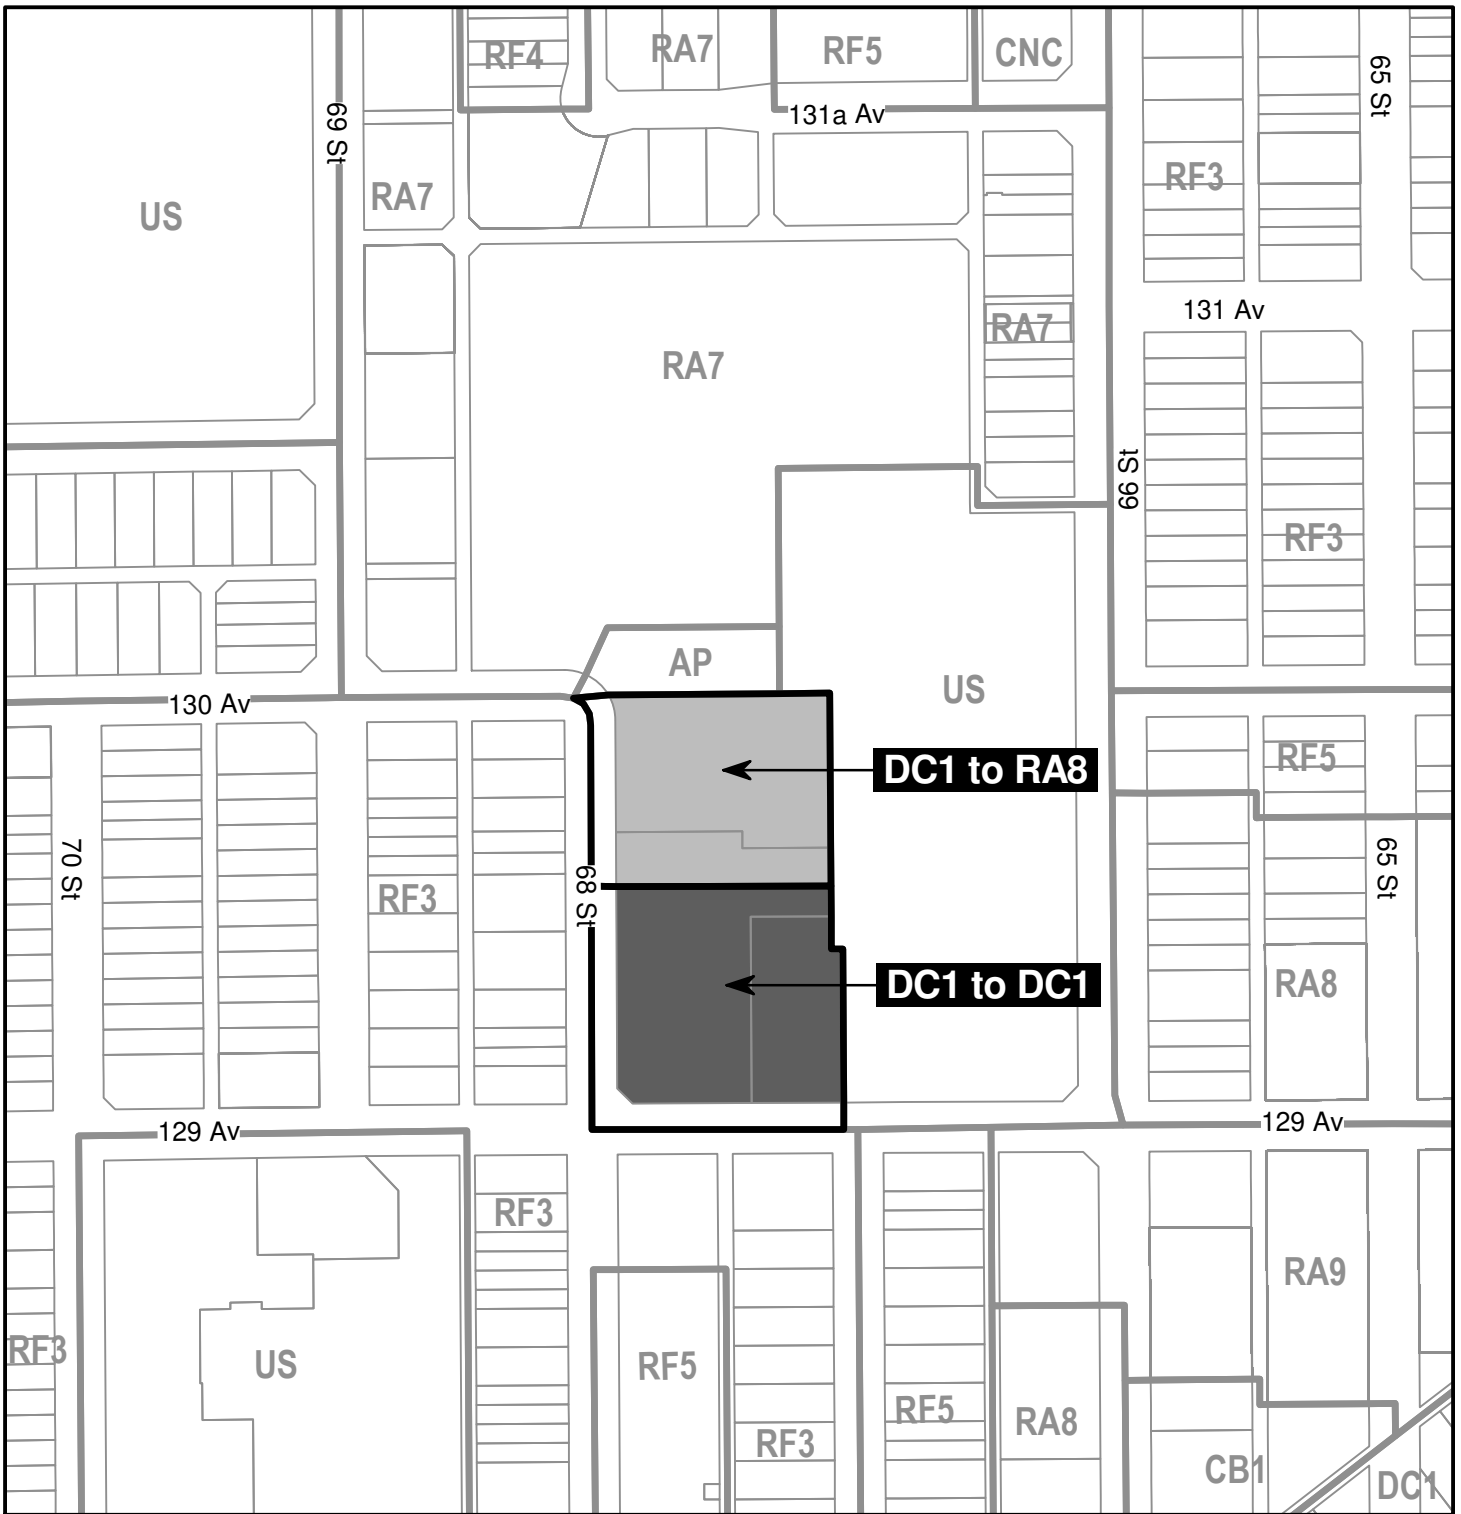 RF4
RA7
RF5
CNC
65 St
131a Av
69 St
RF3
RA7
US
131 Av
RA7
RA7
66 St
RF3
AP
US
130 Av
RF5
DC1 to RA8
70 St
RF3
68 St
65 St
DC1 to DC1
RA8
129 Av
129 Av
RF3
RA9
RF3
US
RF5
RF5
RA8
RF3
CB1
DC1